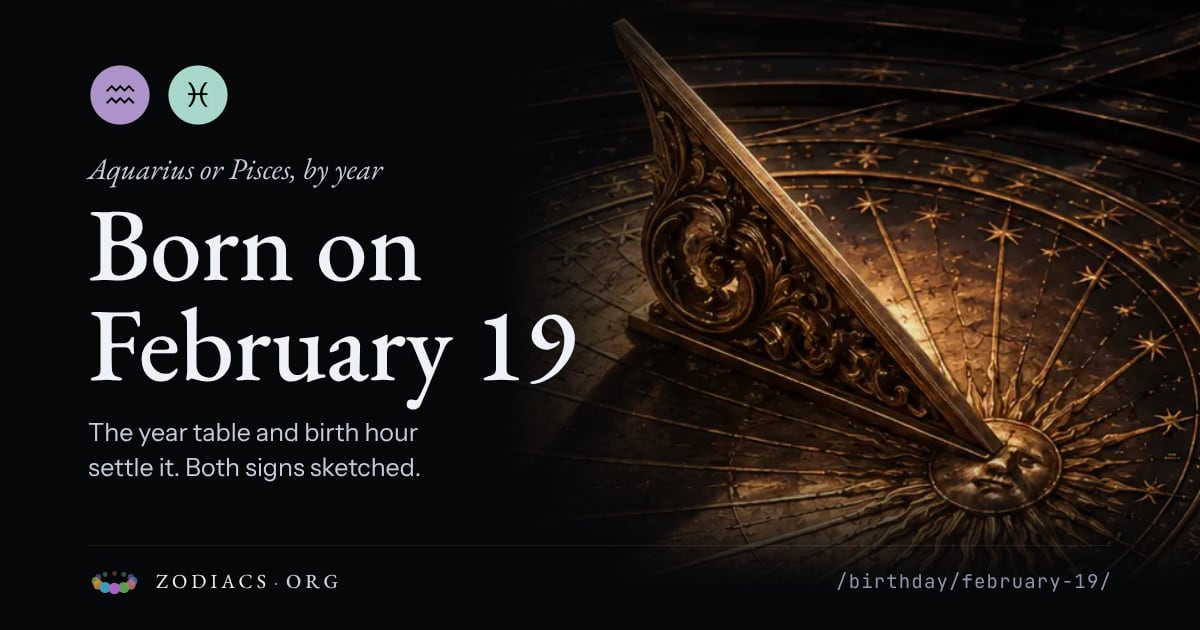 ♒ ♓
Aquarius or Pisces, by year
Born on
February 19
The year table and birth hour
settle it. Both signs sketched.
ZODIACS·ORG
/birthday/february-19/